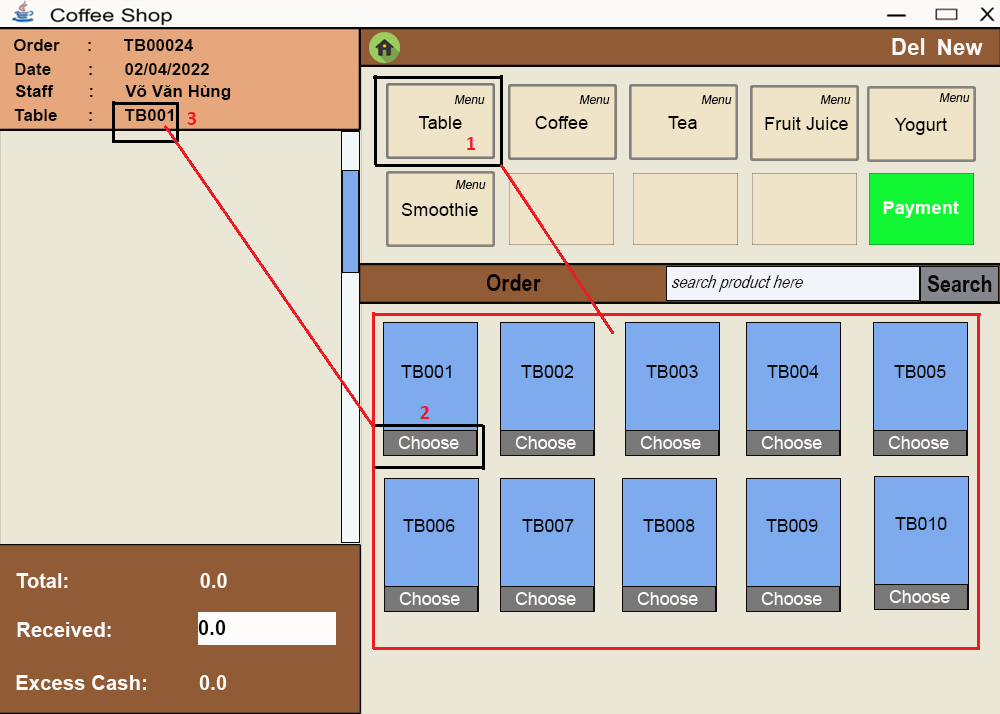 Coffee Shop
Order : TB00024
Date : 02/04/2022
Staff : Võ Văn Hùng
Table : TB001 3
Del New
Menu Menu Menu Menu Menu
Table Coffee Tea Fruit Juice Yogurt
1
Menu
Smoothie
Payment
Order search product here Search
TB001 TB002 TB003 TB004 TB005
2
Choose Choose Choose Choose Choose
TB006 TB007 TB008 TB009 TB010
Choose Choose Choose Choose Choose
Total: 0.0
Received: 0.0
Excess Cash: 0.0